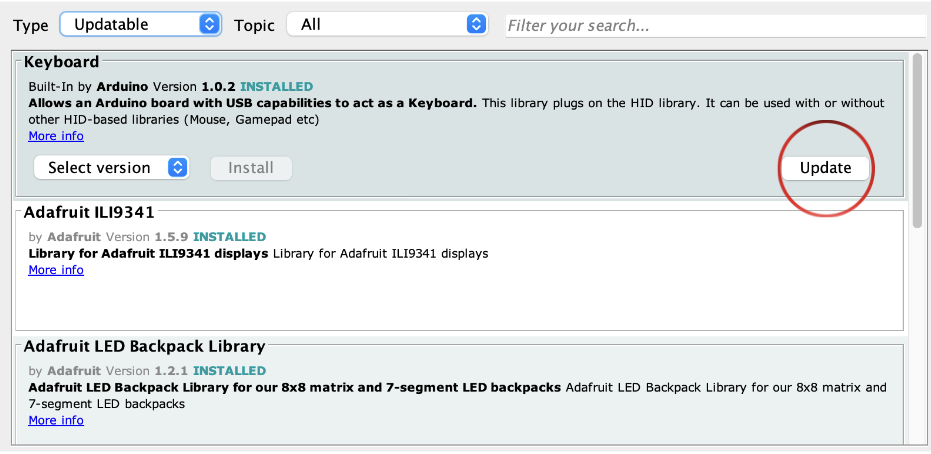 Type Updatable Topic All Filter your search...
Keyboard
Built-In by Arduino Version 1.0.2 INSTALLED
Allows an Arduino board with USB capabilities to act as a Keyboard. This library plugs on the HID library. It can be used with or without
other HID-based libraries (Mouse, Gamepad etc)
More info
Select version Install Update
Adafruit ILI9341
by Adafruit Version 1.5.9 INSTALLED
Library for Adafruit ILI9341 displays Library for Adafruit ILI9341 displays
More info
Adafruit LED Backpack Library
by Adafruit Version 1.2.1 INSTALLED
Adafruit LED Backpack Library for our 8x8 matrix and 7-segment LED backpacks Adafruit LED Backpack Library for our 8x8 matrix and
7-segment LED backpacks
More info